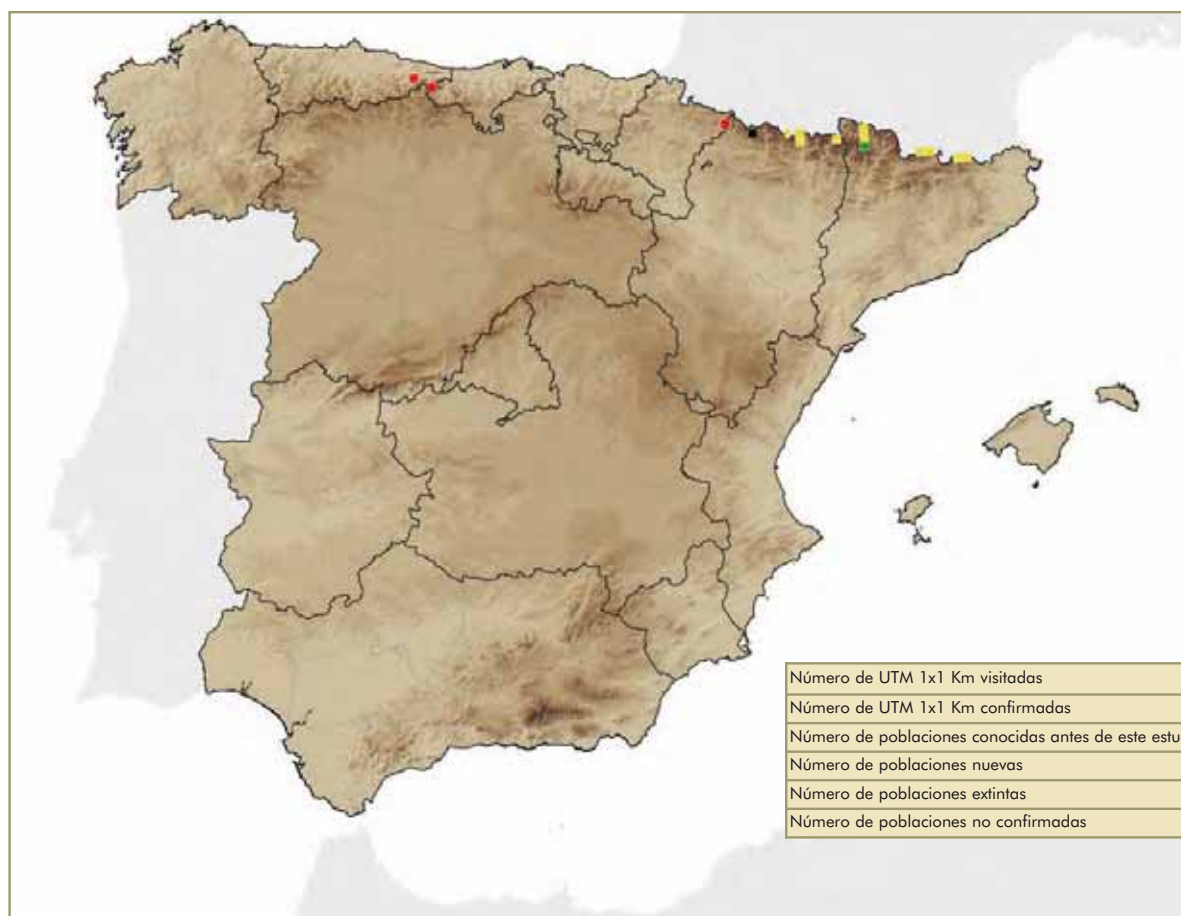 Número de UTM 1x1 Km visitadas
Número de UTM 1x1 Km confirmadas
Número de poblaciones conocidas antes de este estu
Número de poblaciones nuevas
Número de poblaciones extintas
Número de poblaciones no confirmadas